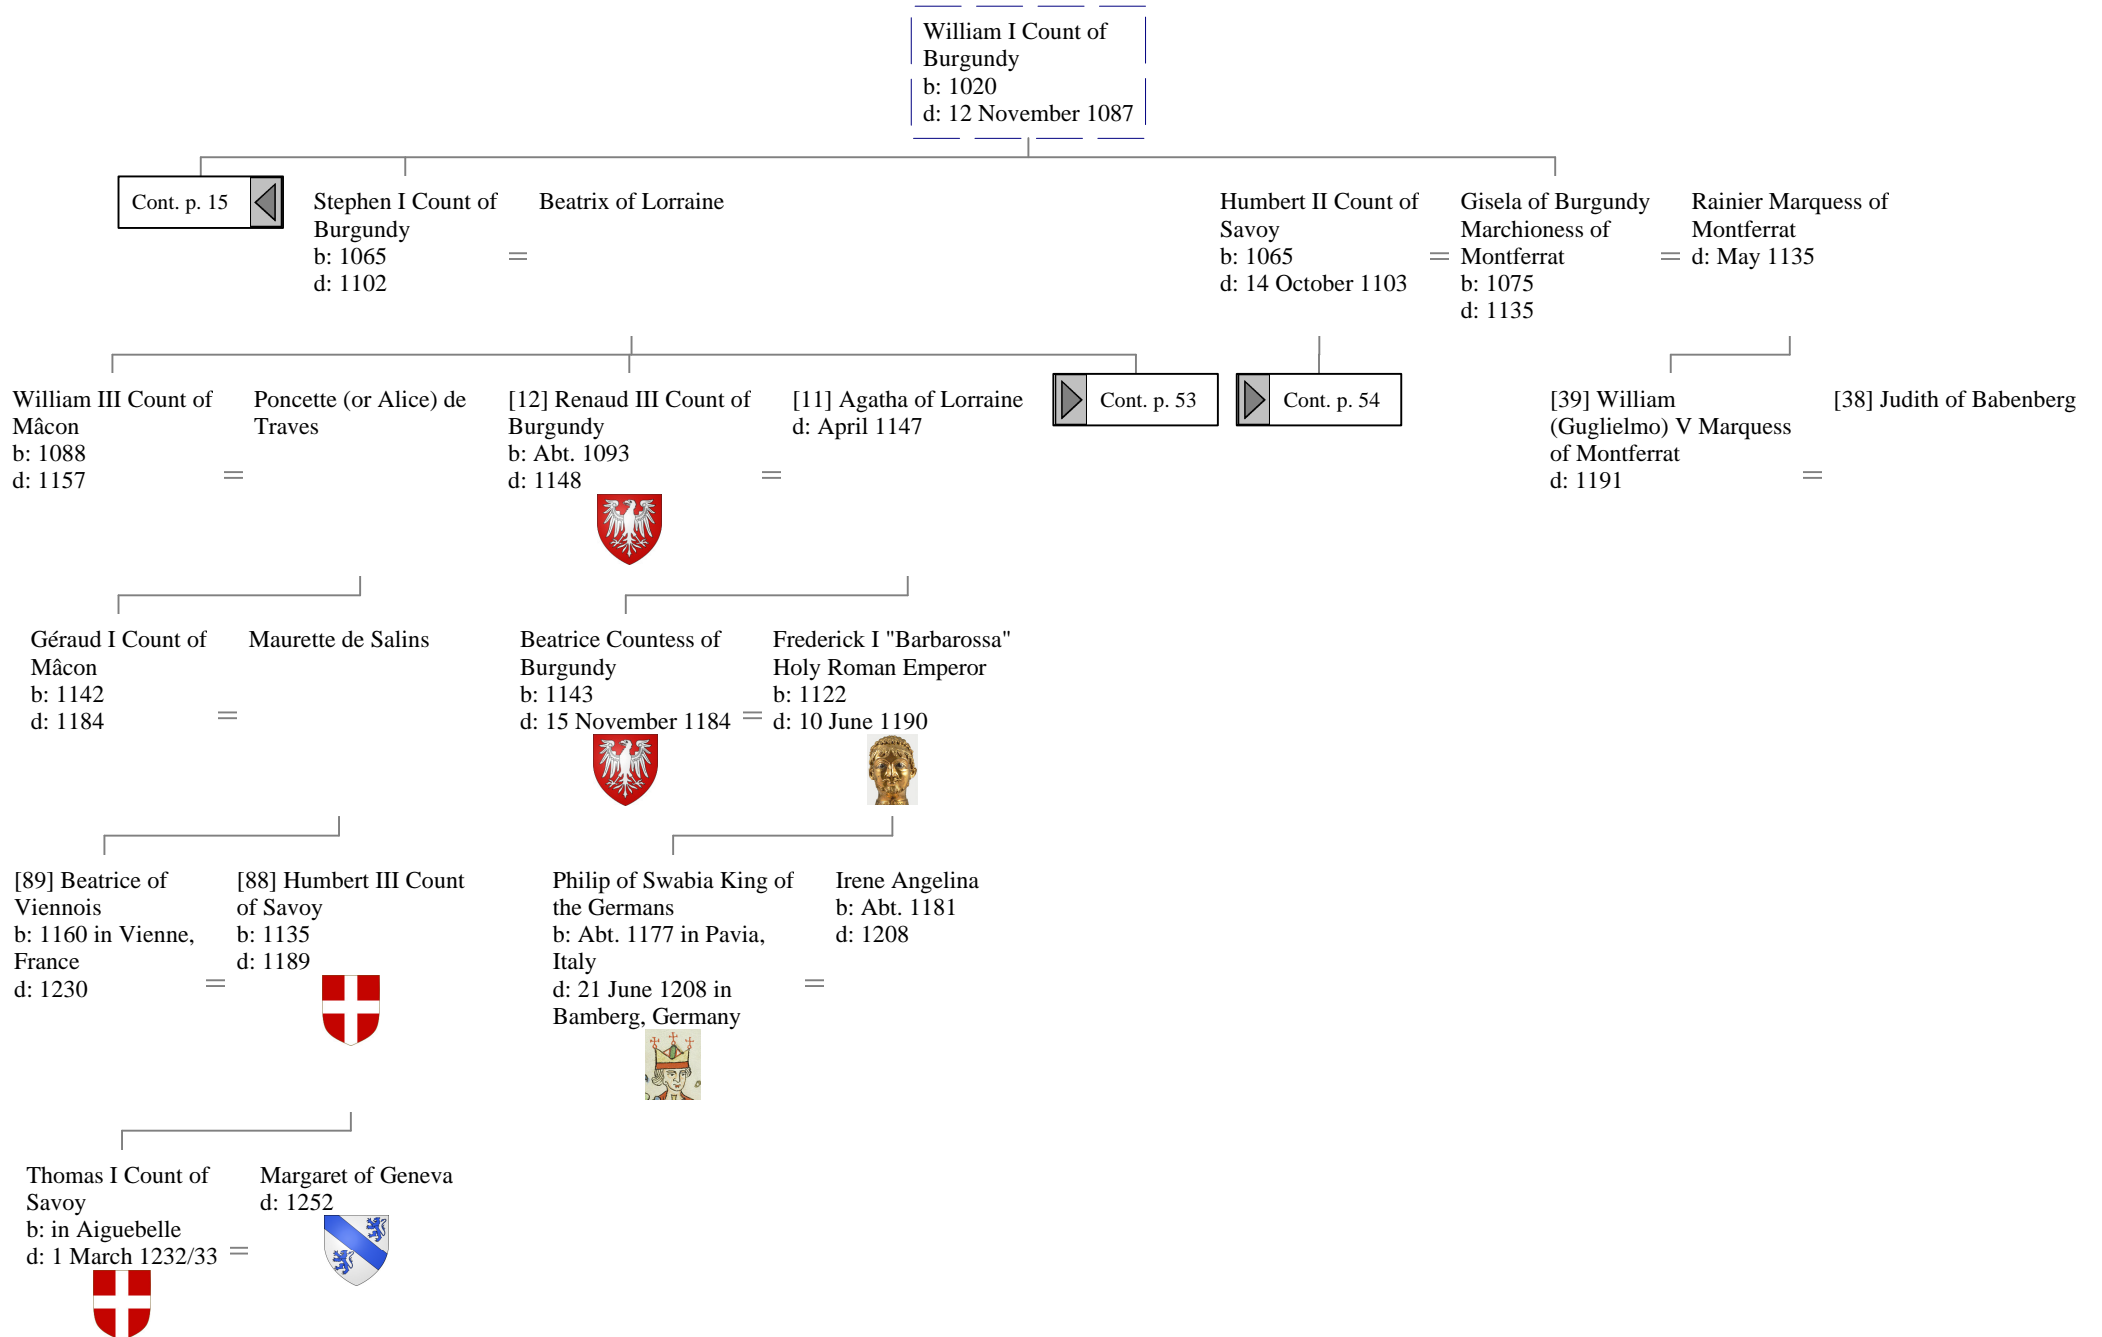 William I Count of
Burgundy
b: 1020
d: 12 November 1087
Cont. p. 15
Stephen I Count of
Burgundy
b: 1065
d: 1102
=
Beatrix of Lorraine
Humbert II Count of
Savoy
b: 1065
d: 14 October 1103
=
Gisela of Burgundy
Marchioness of
Montferrat
b: 1075
d: 1135
=
Rainier Marquess of
Montferrat
d: May 1135
William III Count of
Mâcon
b: 1088
d: 1157
=
Poncette (or Alice) de
Traves
[12] Renaud III Count of
Burgundy
b: Abt. 1093
d: 1148
=
[11] Agatha of Lorraine
d: April 1147
Cont. p. 53
Cont. p. 54
[39] William
(Guglielmo) V Marquess
of Montferrat
d: 1191
=
[38] Judith of Babenberg
Géraud I Count of
Mâcon
b: 1142
d: 1184
=
Maurette de Salins
Beatrice Countess of
Burgundy
b: 1143
d: 15 November 1184
=
Frederick I "Barbarossa"
Holy Roman Emperor
b: 1122
d: 10 June 1190
[89] Beatrice of
Viennois
b: 1160 in Vienne,
France
d: 1230
=
[88] Humbert III Count
of Savoy
b: 1135
d: 1189
Philip of Swabia King of
the Germans
b: Abt. 1177 in Pavia,
Italy
d: 21 June 1208 in
Bamberg, Germany
=
Irene Angelina
b: Abt. 1181
d: 1208
Thomas I Count of
Savoy
b: in Aiguebelle
d: 1 March 1232/33
=
Margaret of Geneva
d: 1252